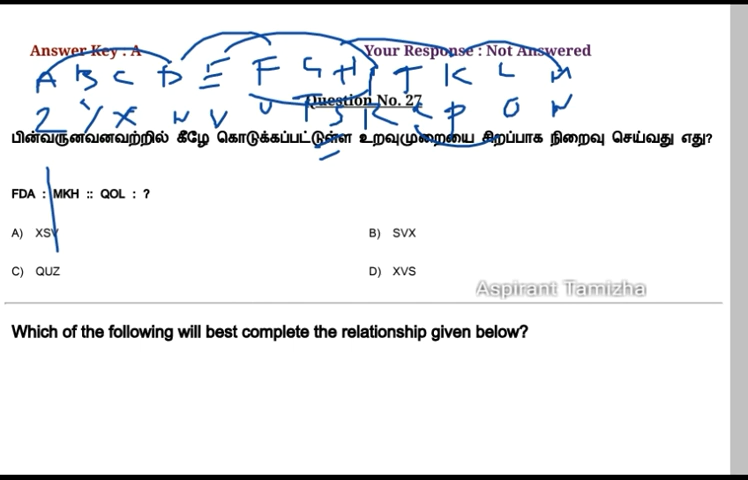 Answer Key : A Your Response : Not Answered
A B C D E F G H I J K L M
Z Y X W V U T S R Q P O N
Question No. 27
பின்வருவனவற்றில் கீழே கொடுக்கப்பட்டுள்ள உறவுமுறையை சிறப்பாக நிறைவு செய்வது எது?
FDA : MKH :: QOL : ?
A) XSV B) SVX
C) QUZ D) XVS
Aspirant Tamizha
Which of the following will best complete the relationship given below?